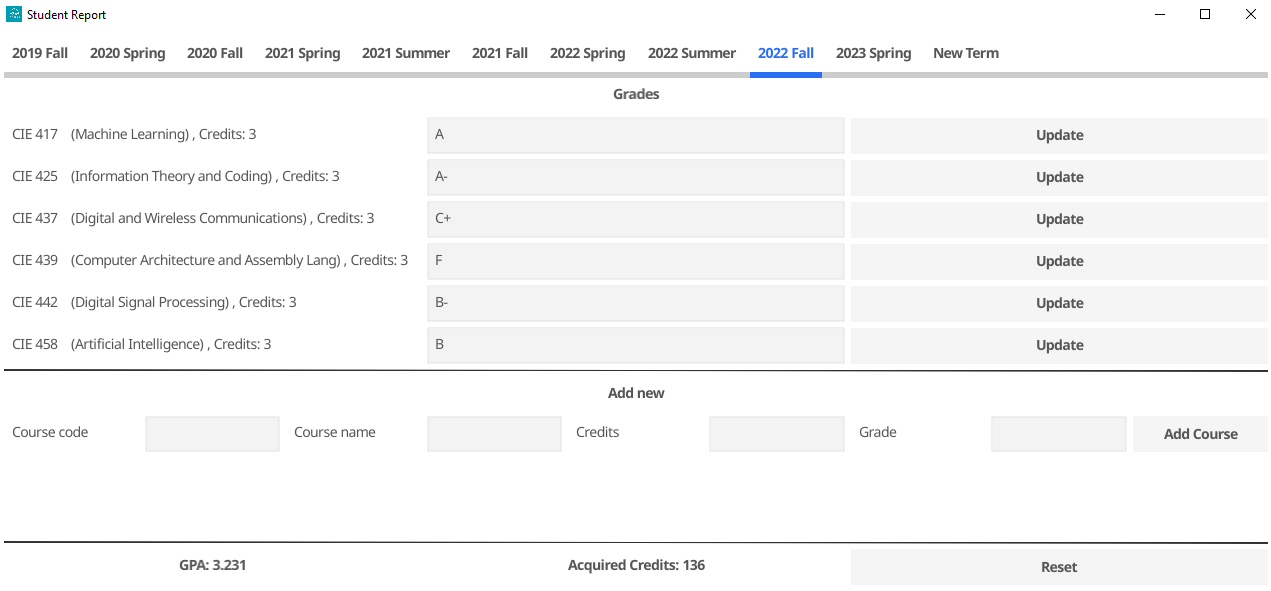 Student Report
2019 Fall 2020 Spring 2020 Fall 2021 Spring 2021 Summer 2021 Fall 2022 Spring 2022 Summer 2022 Fall 2023 Spring New Term
Grades
CIE 417 (Machine Learning) , Credits: 3 A Update
CIE 425 (Information Theory and Coding) , Credits: 3 A- Update
CIE 437 (Digital and Wireless Communications) , Credits: 3 C+ Update
CIE 439 (Computer Architecture and Assembly Lang) , Credits: 3 F Update
CIE 442 (Digital Signal Processing) , Credits: 3 B- Update
CIE 458 (Artificial Intelligence) , Credits: 3 B Update
Add new
Course code Course name Credits Grade Add Course
GPA: 3.231 Acquired Credits: 136 Reset